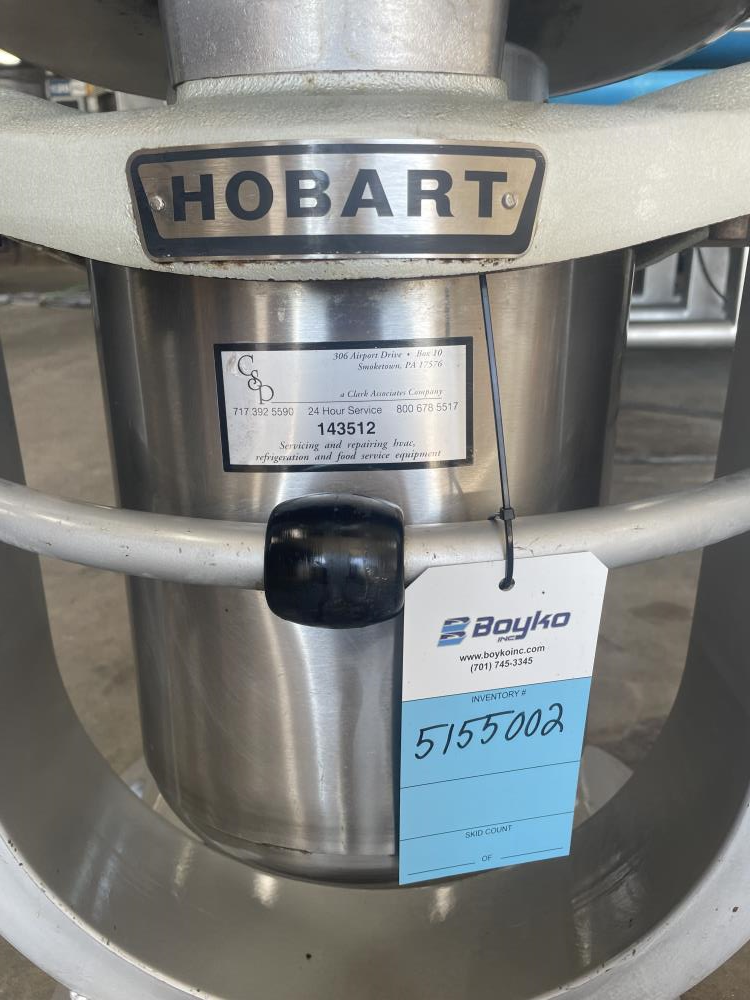 HOBART
CSD
306 Airport Drive • Box 10
Smoketown, PA 17576
a Clark Associates Company
717 392 5590 24 Hour Service 800 678 5517
143512
Servicing and repairing hvac,
refrigeration and food service equipment
Boyko
INC
www.boykoinc.com
(701) 745-3345
INVENTORY #
5155002
SKID COUNT
OF